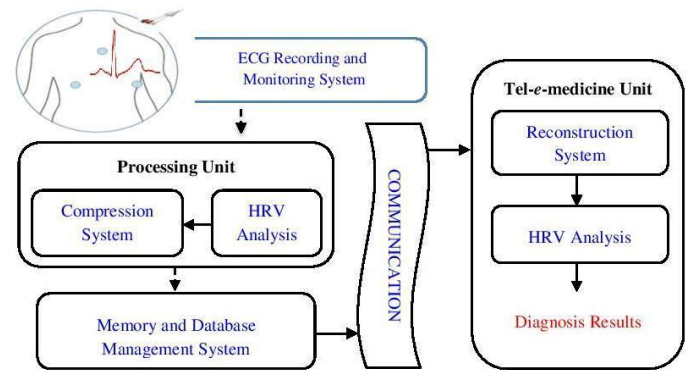 ECG Recording and
Monitoring System
Processing Unit
Compression
System
HRV
Analysis
Memory and Database
Management System
COMMUNICATION
Tel-e-medicine Unit
Reconstruction
System
HRV Analysis
Diagnosis Results